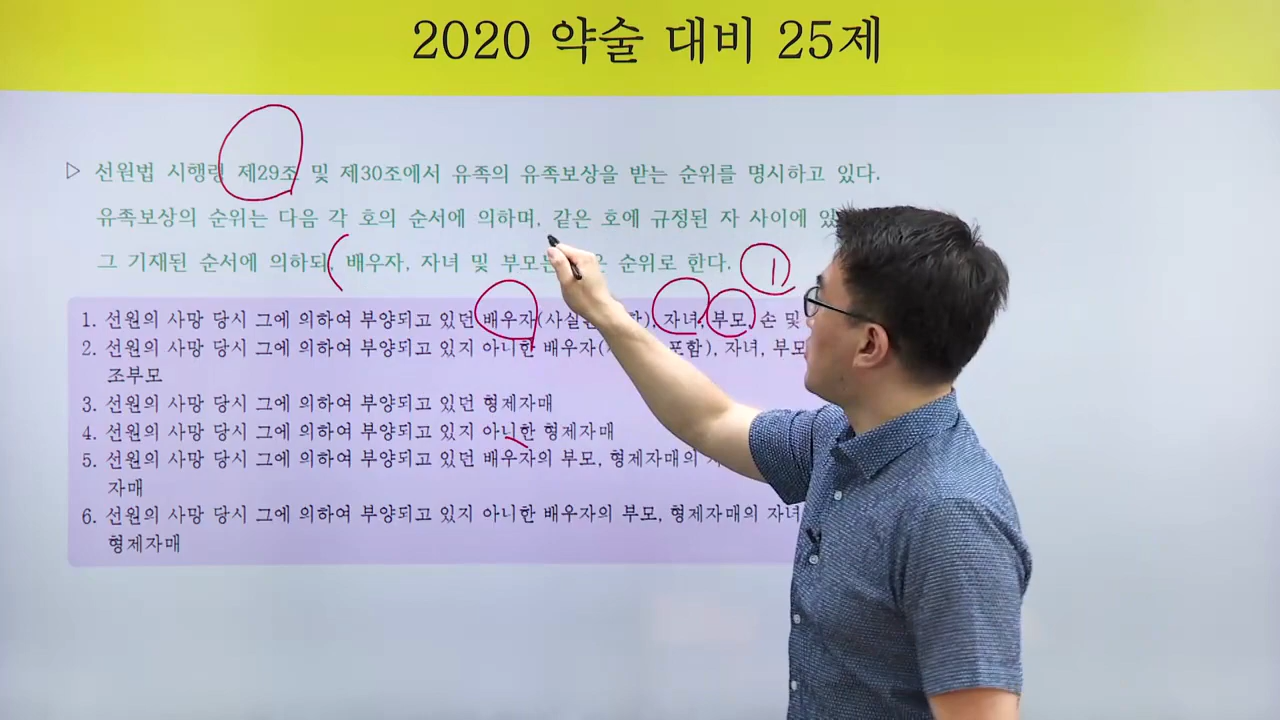 2020 약술 대비 25제
▷ 선원법 시행령 제29조 및 제30조에서 유족의 유족보상을 받는 순위를 명시하고 있다.
유족보상의 순위는 다음 각 호의 순서에 의하며, 같은 호에 규정된 자 사이에
그 기재된 순서에 의하되, 배우자, 자녀 및 순위로 한다. 1
1. 선원의 사망 당시 그에 의하여 부양되고 있던 배우자 자녀, 부모, 손 및
2. 선원의 사망 당시 그에 의하여 부양되고 있지 아니한 배우자( 포함), 자녀, 부모
조부모
3. 선원의 사망 당시 그에 의하여 부양되고 있던 형제자매
4. 선원의 사망 당시 그에 의하여 부양되고 있지 아니한 형제자매
5. 선원의 사망 당시 그에 의하여 부양되고 있던 배우자의 부모, 형제자매의
자매
6. 선원의 사망 당시 그에 의하여 부양되고 있지 아니한 배우자의 부모, 형제자매의 자녀
형제자매